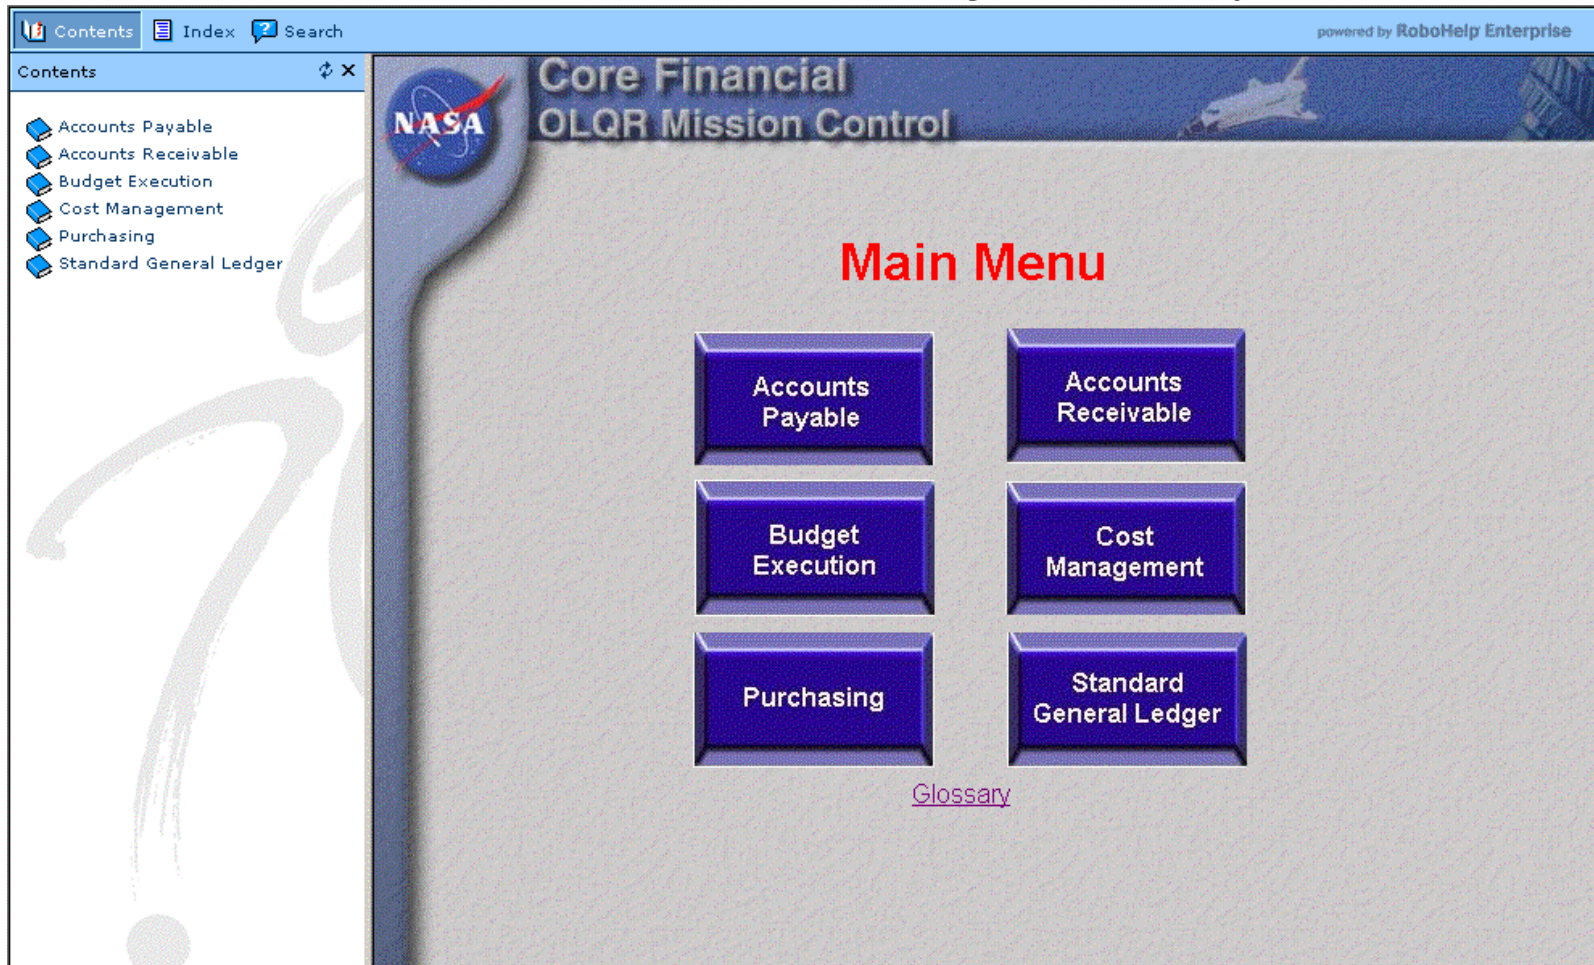 Contents Index Search
powered by RoboHelp Enterprise
Contents
Accounts Payable
Accounts Receivable
Budget Execution
Cost Management
Purchasing
Standard General Ledger
NASA
Core Financial
OLQR Mission Control
Main Menu
Accounts
Payable
Accounts
Receivable
Budget
Execution
Cost
Management
Purchasing
Standard
General Ledger
Glossary